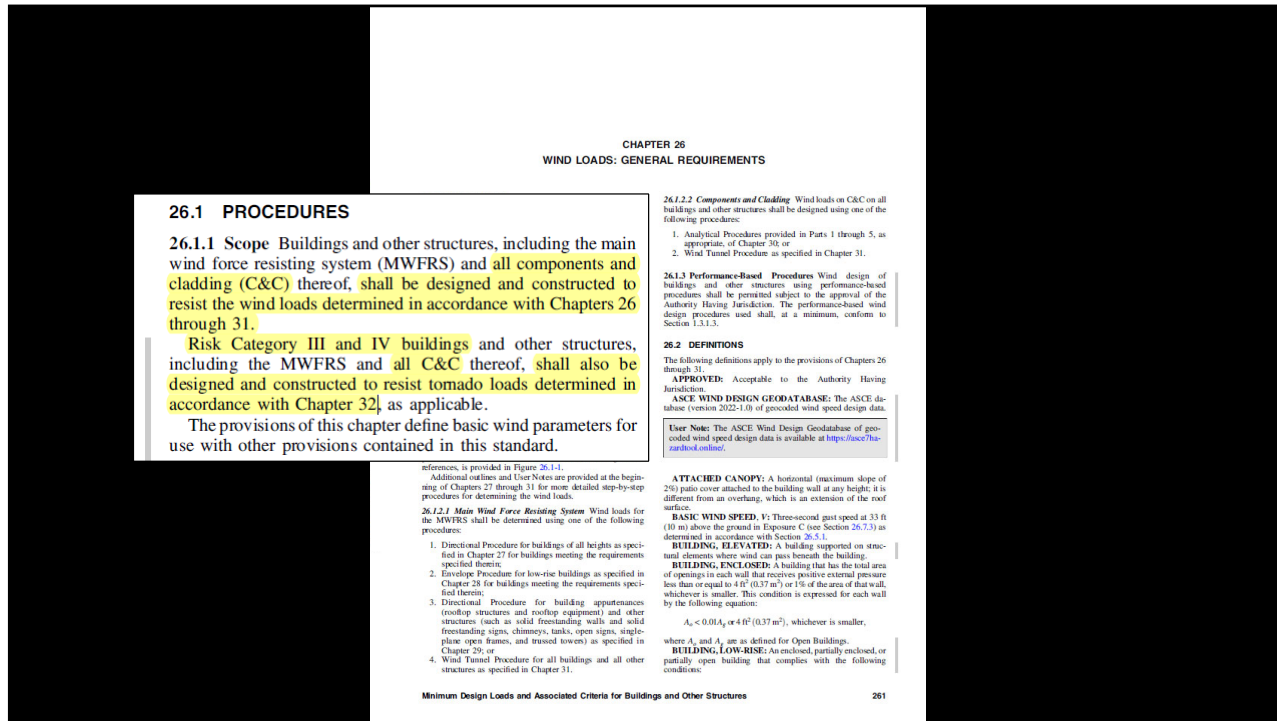 CHAPTER 26
WIND LOADS: GENERAL REQUIREMENTS
26.1 PROCEDURES
26.1.1 Scope Buildings and other structures, including the main
wind force resisting system (MWFRS) and all components and
cladding (C&C) thereof, shall be designed and constructed to
resist the wind loads determined in accordance with Chapters 26
through 31.
Risk Category III and IV buildings and other structures,
including the MWFRS and all C&C thereof, shall also be
designed and constructed to resist tornado loads determined in
accordance with Chapter 32, as applicable.
The provisions of this chapter define basic wind parameters for
use with other provisions contained in this standard.
references, is provided in Figure 26.1-1.
Additional outlines and User Notes are provided at the begin-
ning of Chapters 27 through 31 for more detailed step-by-step
procedures for determining the wind loads.
26.1.2.1 Main Wind Force Resisting System Wind loads for
the MWFRS shall be determined using one of the following
procedures:
1. Directional Procedure for buildings of all heights as speci-
fied in Chapter 27 for buildings meeting the requirements
specified therein;
2. Envelope Procedure for low-rise buildings as specified in
Chapter 28 for buildings meeting the requirements speci-
fied therein;
3. Directional Procedure for building appurtenances
(rooftop structures and rooftop equipment) and other
structures (such as solid freestanding walls and solid
freestanding signs, chimneys, tanks, open signs, single-
plane open frames, and trussed towers) as specified in
Chapter 29; or
4. Wind Tunnel Procedure for all buildings and all other
structures as specified in Chapter 31.
26.1.2.2 Components and Cladding Wind loads on C&C on all
buildings and other structures shall be designed using one of the
following procedures:
1. Analytical Procedures provided in Parts 1 through 5, as
appropriate, of Chapter 30; or
2. Wind Tunnel Procedure as specified in Chapter 31.
26.1.3 Performance-Based Procedures Wind design of
buildings and other structures using performance-based
procedures shall be permitted subject to the approval of the
Authority Having Jurisdiction. The performance-based wind
design procedures used shall, at a minimum, conform to
Section 1.3.1.3.
26.2 DEFINITIONS
The following definitions apply to the provisions of Chapters 26
through 31.
APPROVED: Acceptable to the Authority Having
Jurisdiction.
ASCE WIND DESIGN GEODATABASE: The ASCE da-
tabase (version 2022-1.0) of geocoded wind speed design data.
User Note: The ASCE Wind Design Geodatabase of geo-
coded wind speed design data is available at https://asce7ha-
zardtool.online/.
ATTACHED CANOPY: A horizontal (maximum slope of
2%) patio cover attached to the building wall at any height; it is
different from an overhang, which is an extension of the roof
surface.
BASIC WIND SPEED, V: Three-second gust speed at 33 ft
(10 m) above the ground in Exposure C (see Section 26.7.3) as
determined in accordance with Section 26.5.1.
BUILDING, ELEVATED: A building supported on struc-
tural elements where wind can pass beneath the building.
BUILDING, ENCLOSED: A building that has the total area
of openings in each wall that receives positive external pressure
less than or equal to 4 ft² (0.37 m²) or 1% of the area of that wall,
whichever is smaller. This condition is expressed for each wall
by the following equation:
Aₒ < 0.01A_g or 4 ft² (0.37 m²), whichever is smaller,
where Aₒ and A_g are as defined for Open Buildings.
BUILDING, LOW-RISE: An enclosed, partially enclosed, or
partially open building that complies with the following
conditions:
Minimum Design Loads and Associated Criteria for Buildings and Other Structures 261